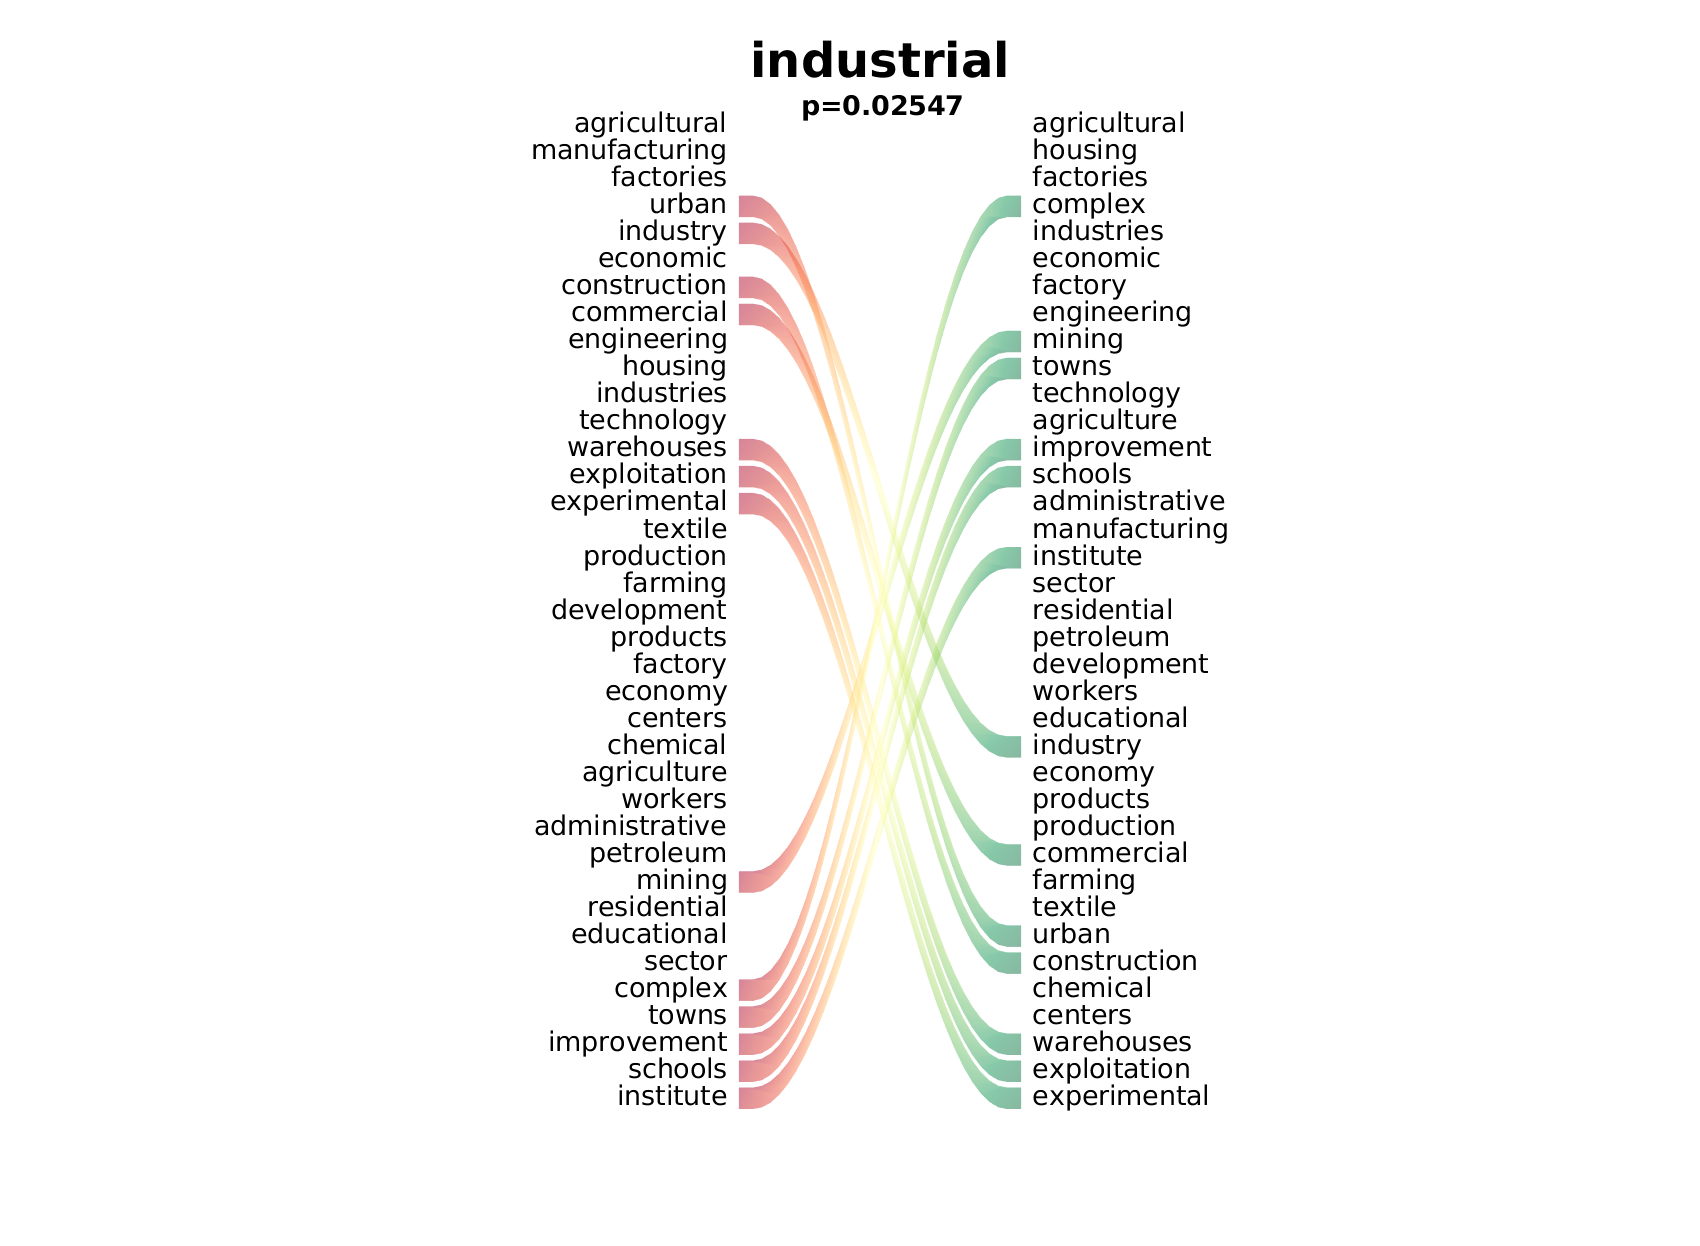 industrial
p=0.02547
agricultural agricultural
manufacturing housing
factories factories
urban complex
industry industries
economic economic
construction factory
commercial engineering
engineering mining
housing towns
industries technology
technology agriculture
warehouses improvement
exploitation schools
experimental administrative
textile manufacturing
production institute
farming sector
development residential
products petroleum
factory development
economy workers
centers educational
chemical industry
agriculture economy
workers products
administrative production
petroleum commercial
mining farming
residential textile
educational urban
sector construction
complex chemical
towns centers
improvement warehouses
schools exploitation
institute experimental